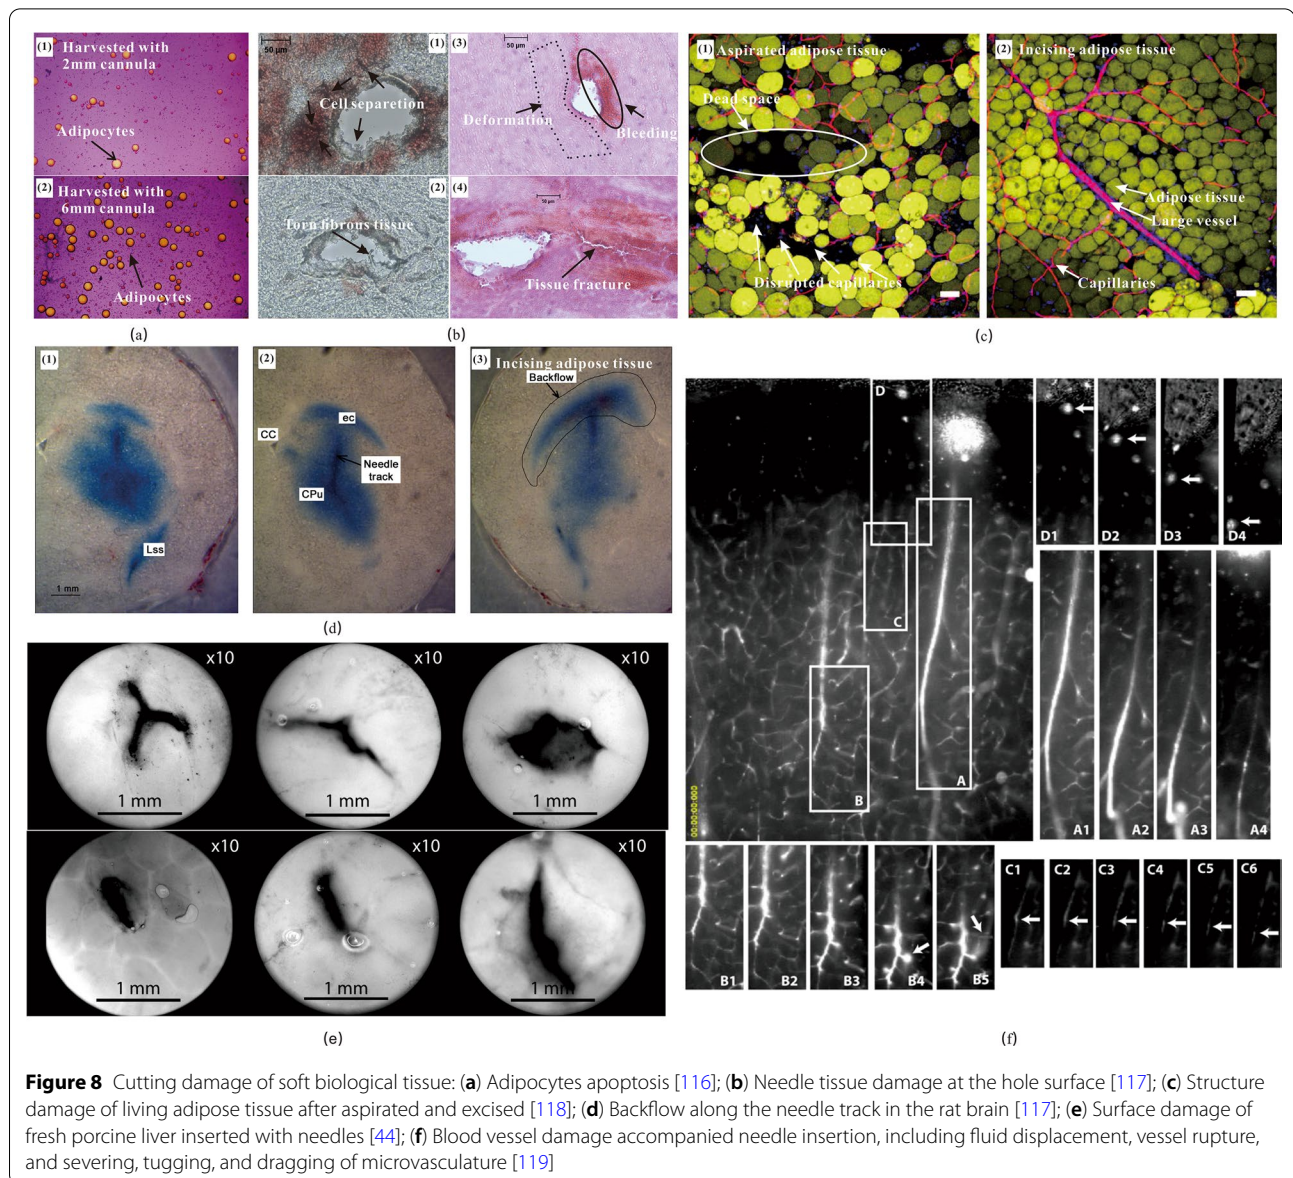 (1) Harvested with
2mm cannula
Adipocytes
(2) Harvested with
6mm cannula
Adipocytes
(a)
50 μm
(1)
Cell separetion
(2)
Torn fibrous tissue
(3)
50 μm
Deformation
Bleeding
(4)
Tissue fracture
(b)
(1) Aspirated adipose tissue
Dead space
Disrupted capillaries
(2) Incising adipose tissue
Adipose tissue
Large vessel
Capillaries
(c)
(1)
Lss
1 mm
(2)
ec
CC
Needle
track
CPu
(3) Incising adipose tissue
Backflow
(d)
x10
1 mm
x10
1 mm
x10
1 mm
x10
1 mm
x10
1 mm
x10
1 mm
(e)
D
C
B
A
00:00:00:000
D1
D2
D3
D4
A1
A2
A3
A4
B1
B2
B3
B4
B5
C1
C2
C3
C4
C5
C6
(f)
Figure 8 Cutting damage of soft biological tissue: (a) Adipocytes apoptosis [116]; (b) Needle tissue damage at the hole surface [117]; (c) Structure
damage of living adipose tissue after aspirated and excised [118]; (d) Backflow along the needle track in the rat brain [117]; (e) Surface damage of
fresh porcine liver inserted with needles [44]; (f) Blood vessel damage accompanied needle insertion, including fluid displacement, vessel rupture,
and severing, tugging, and dragging of microvasculature [119]